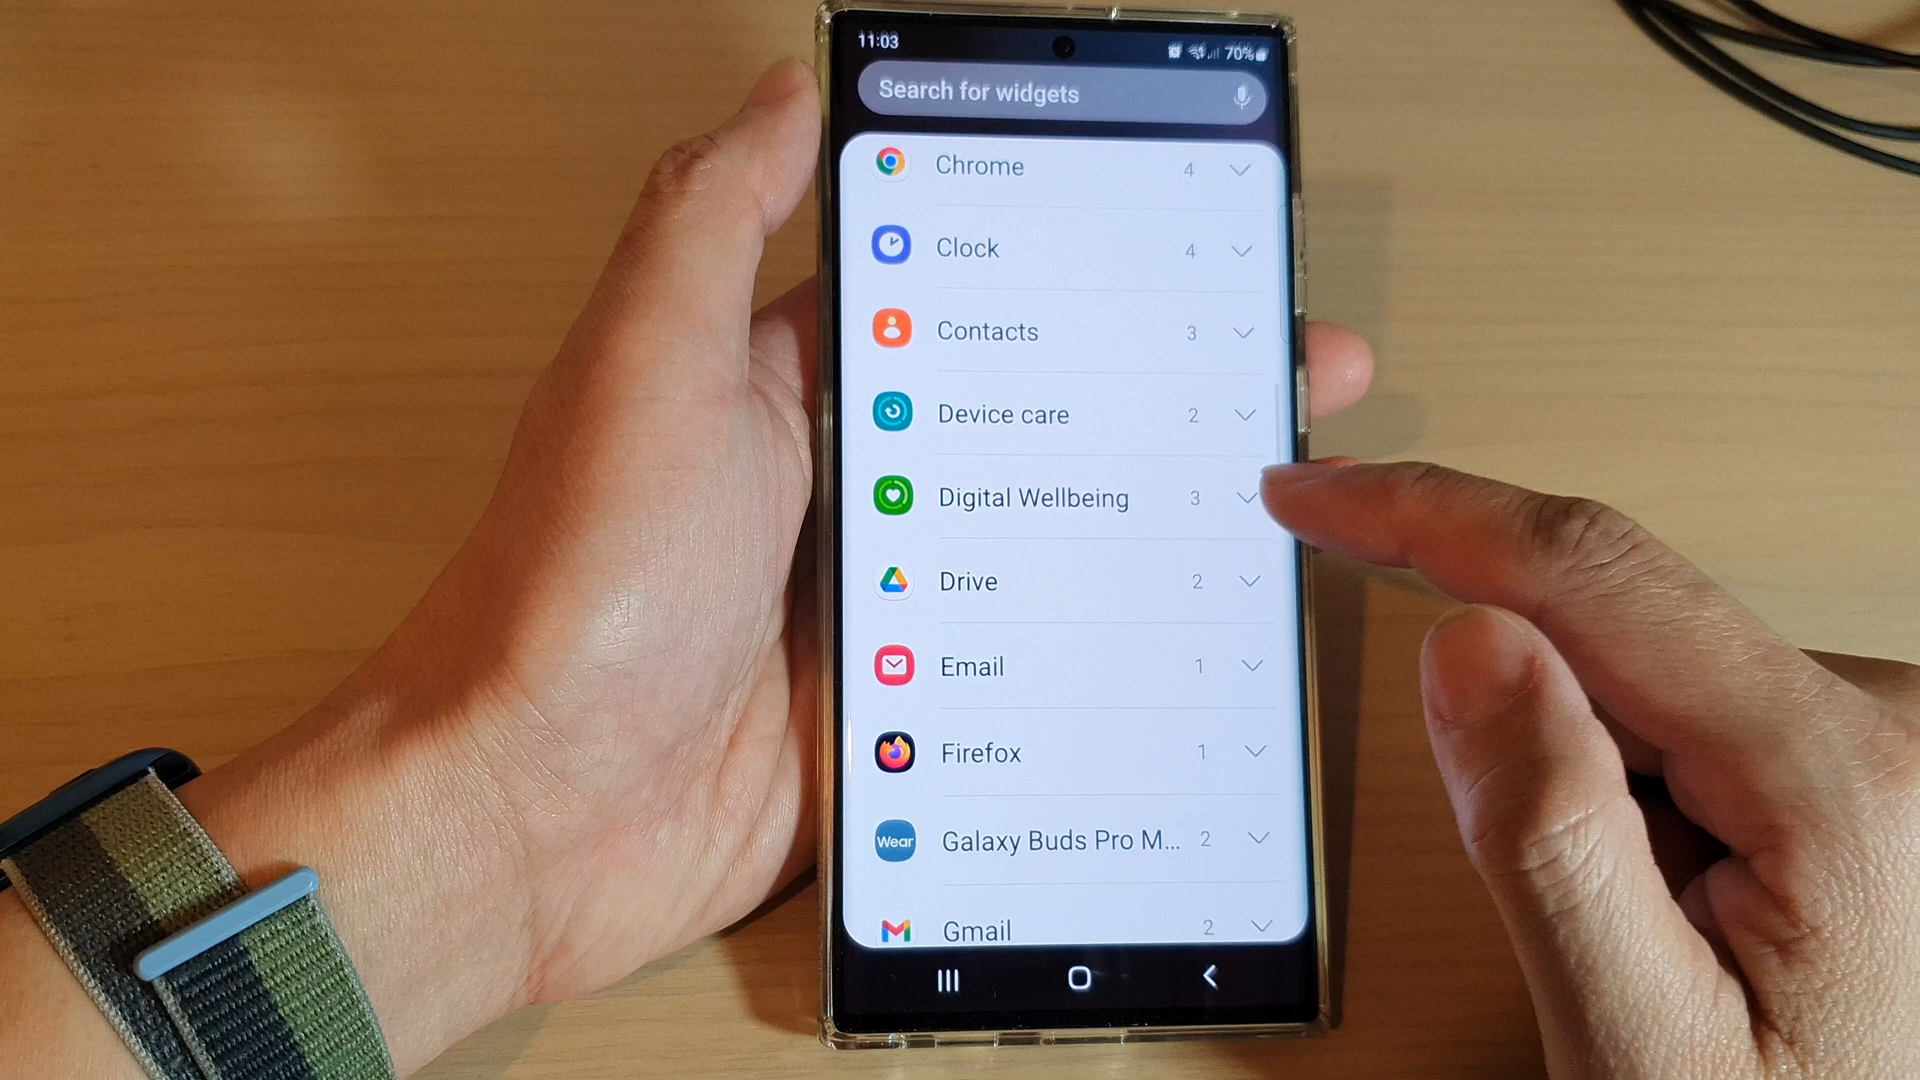 11:03
70%
Search for widgets
Chrome 4
Clock 4
Contacts 3
Device care 2
Digital Wellbeing 3
Drive 2
Email 1
Firefox 1
Wear Galaxy Buds Pro M... 2
Gmail 2